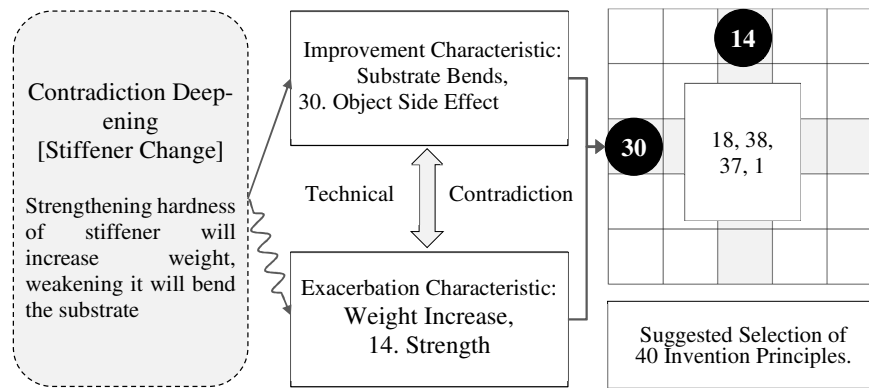 Contradiction Deep-
ening
[Stiffener Change]
Strengthening hardness
of stiffener will
increase weight,
weakening it will bend
the substrate
Improvement Characteristic:
Substrate Bends,
30. Object Side Effect
Technical Contradiction
Exacerbation Characteristic:
Weight Increase,
14. Strength
14
30
18, 38,
37, 1
Suggested Selection of
40 Invention Principles.